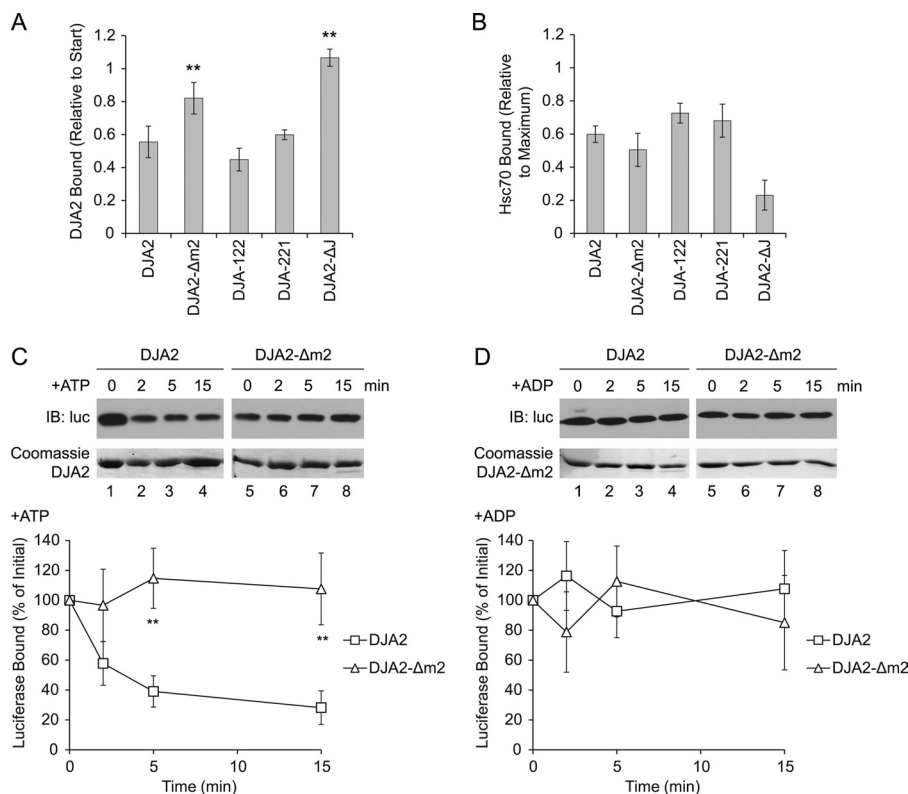 A
DJA2 Bound (Relative to Start)
1.2
1
0.8
0.6
0.4
0.2
0
**
**
DJA2
DJA2-Δm2
DJA-122
DJA-221
DJA2-ΔJ
B
Hsc70 Bound (Relative
to Maximum)
1.2
1
0.8
0.6
0.4
0.2
0
DJA2
DJA2-Δm2
DJA-122
DJA-221
DJA2-ΔJ
C
DJA2 DJA2-Δm2
+ATP 0 2 5 15 0 2 5 15 min
IB: luc
Coomassie
DJA2
1 2 3 4 5 6 7 8
+ATP
Luciferase Bound (% of Initial)
140
120
100
80
60
40
20
0
**
**
DJA2
DJA2-Δm2
0 5 10 15
Time (min)
D
DJA2 DJA2-Δm2
+ADP 0 2 5 15 0 2 5 15 min
IB: luc
Coomassie
DJA2-Δm2
1 2 3 4 5 6 7 8
+ADP
Luciferase Bound (% of Initial)
140
120
100
80
60
40
20
0
DJA2
DJA2-Δm2
0 5 10 15
Time (min)